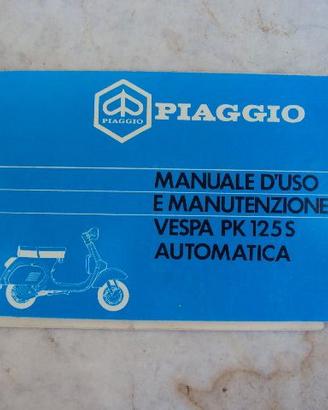 PIAGGIO
PIAGGIO
MANUALE D'USO
E MANUTENZIONE
VESPA PK 125 S
AUTOMATICA